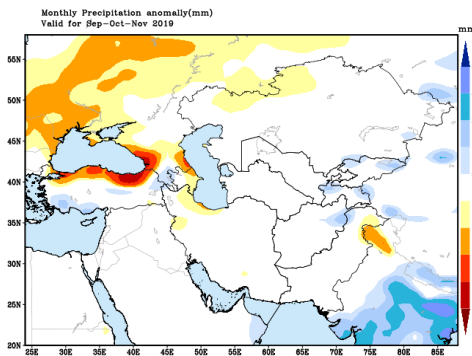 Monthly Precipitation anomaly(mm)
Valid for Sep-Oct-Nov 2019
mm
55N
50N
45N
40N
35N
30N
25N
20N
25E 30E 35E 40E 45E 50E 55E 60E 65E 70E 75E 80E 85E